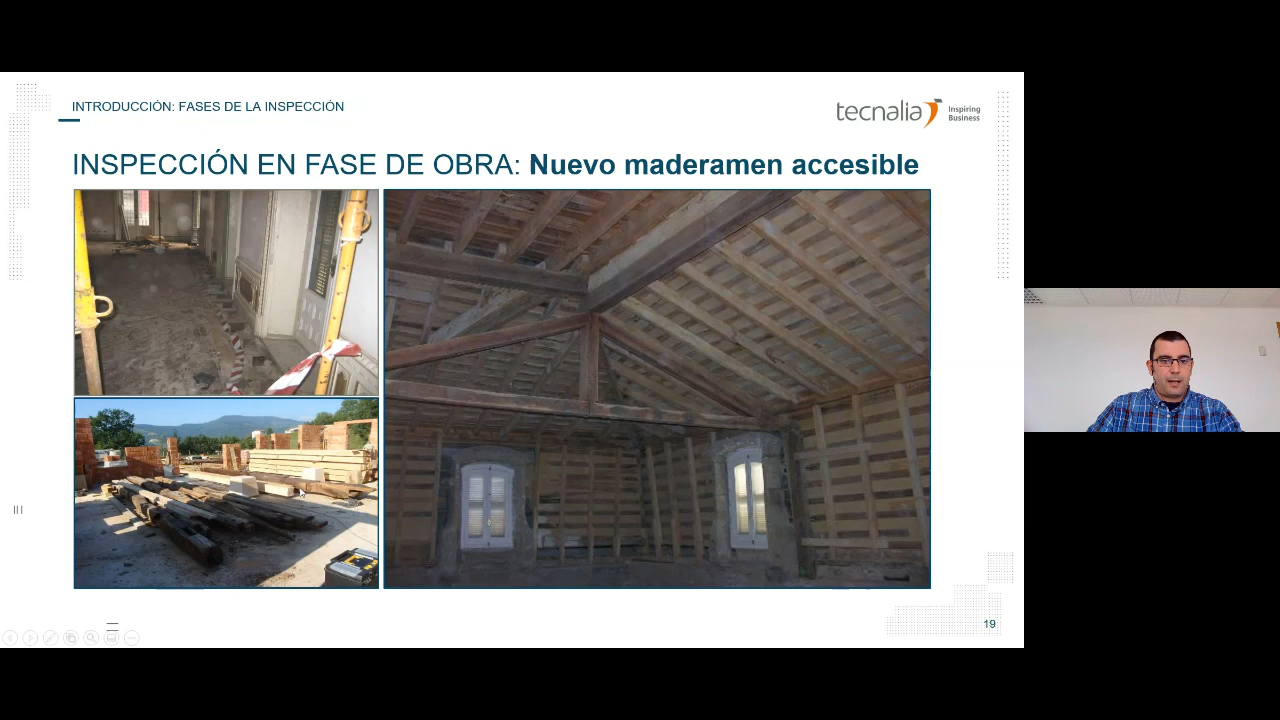 INTRODUCCIÓN: FASES DE LA INSPECCIÓN
tecnalia Inspiring Business
INSPECCIÓN EN FASE DE OBRA: Nuevo maderamen accesible
19